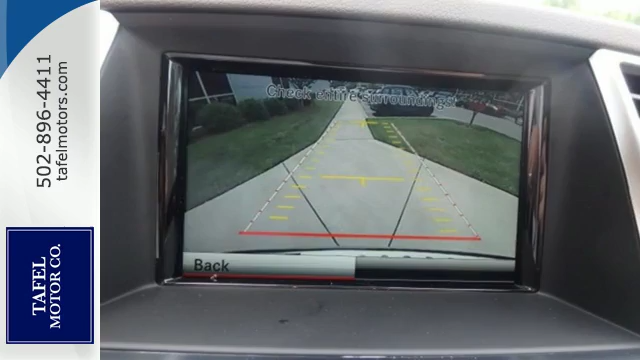 502-896-4411
tafelmotors.com
TAFEL
MOTOR CO.
Check entire surroundings
Back